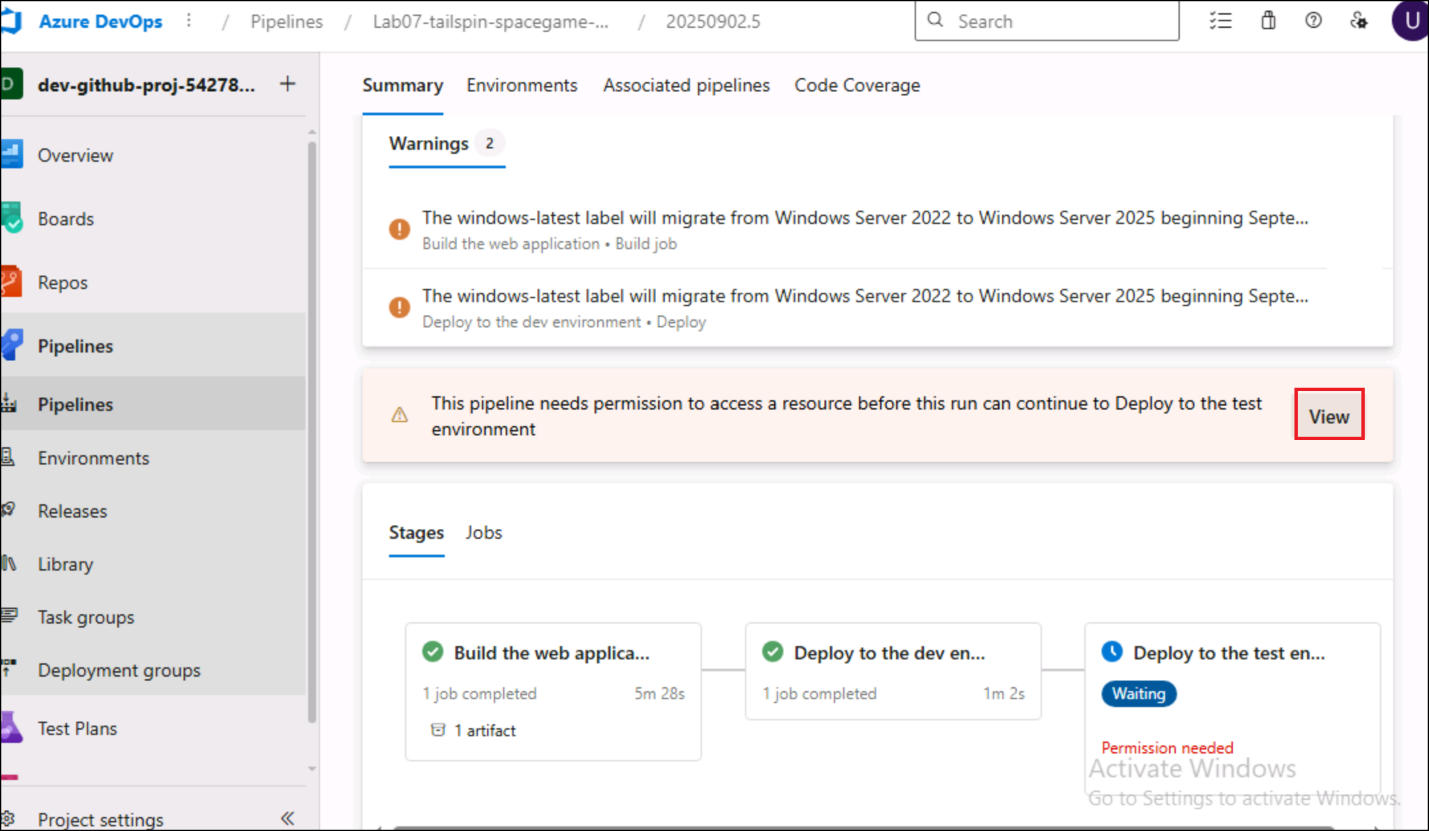 Azure DevOps / Pipelines / Lab07-tailspin-spacegame-... / 20250902.5 Search U
D dev-github-proj-54278... +
Overview
Boards
Repos
Pipelines
Pipelines
Environments
Releases
Library
Task groups
Deployment groups
Test Plans
Project settings
Summary Environments Associated pipelines Code Coverage
Warnings 2
The windows-latest label will migrate from Windows Server 2022 to Windows Server 2025 beginning Septe...
Build the web application • Build job
The windows-latest label will migrate from Windows Server 2022 to Windows Server 2025 beginning Septe...
Deploy to the dev environment • Deploy
This pipeline needs permission to access a resource before this run can continue to Deploy to the test
environment
View
Stages Jobs
Build the web applica...
1 job completed 5m 28s
1 artifact
Deploy to the dev en...
1 job completed 1m 2s
Deploy to the test en...
Waiting
Permission needed
Activate Windows
Go to Settings to activate Windows.